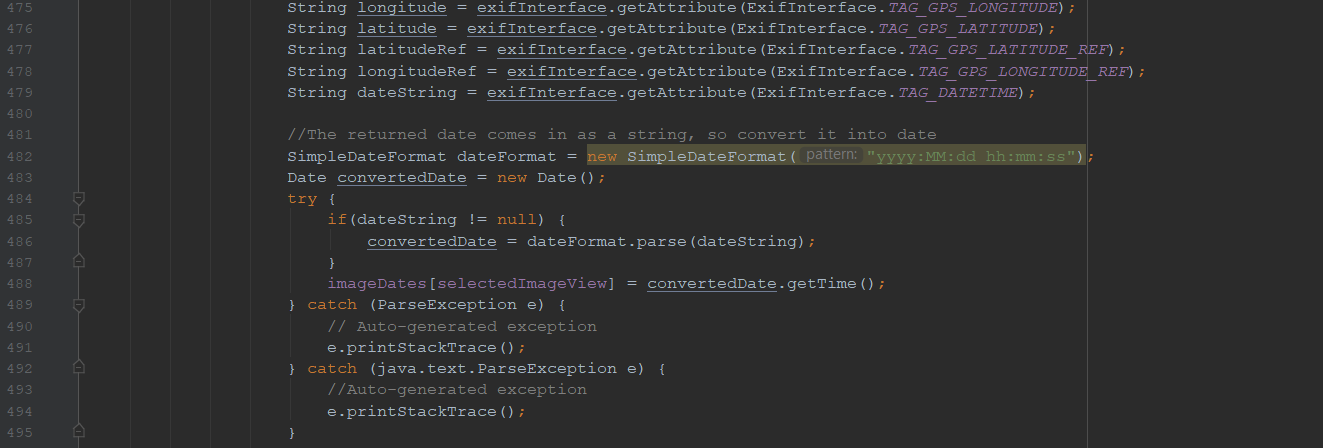 475 String longitude = exifInterface.getAttribute(ExifInterface.TAG_GPS_LONGITUDE);
476 String latitude = exifInterface.getAttribute(ExifInterface.TAG_GPS_LATITUDE);
477 String latitudeRef = exifInterface.getAttribute(ExifInterface.TAG_GPS_LATITUDE_REF);
478 String longitudeRef = exifInterface.getAttribute(ExifInterface.TAG_GPS_LONGITUDE_REF);
479 String dateString = exifInterface.getAttribute(ExifInterface.TAG_DATETIME);
480
481 //The returned date comes in as a string, so convert it into date
482 SimpleDateFormat dateFormat = new SimpleDateFormat( pattern: "yyyy:MM:dd hh:mm:ss");
483 Date convertedDate = new Date();
484 try {
485 if(dateString != null) {
486 convertedDate = dateFormat.parse(dateString);
487 }
488 imageDates[selectedImageView] = convertedDate.getTime();
489 } catch (ParseException e) {
490 // Auto-generated exception
491 e.printStackTrace();
492 } catch (java.text.ParseException e) {
493 //Auto-generated exception
494 e.printStackTrace();
495 }